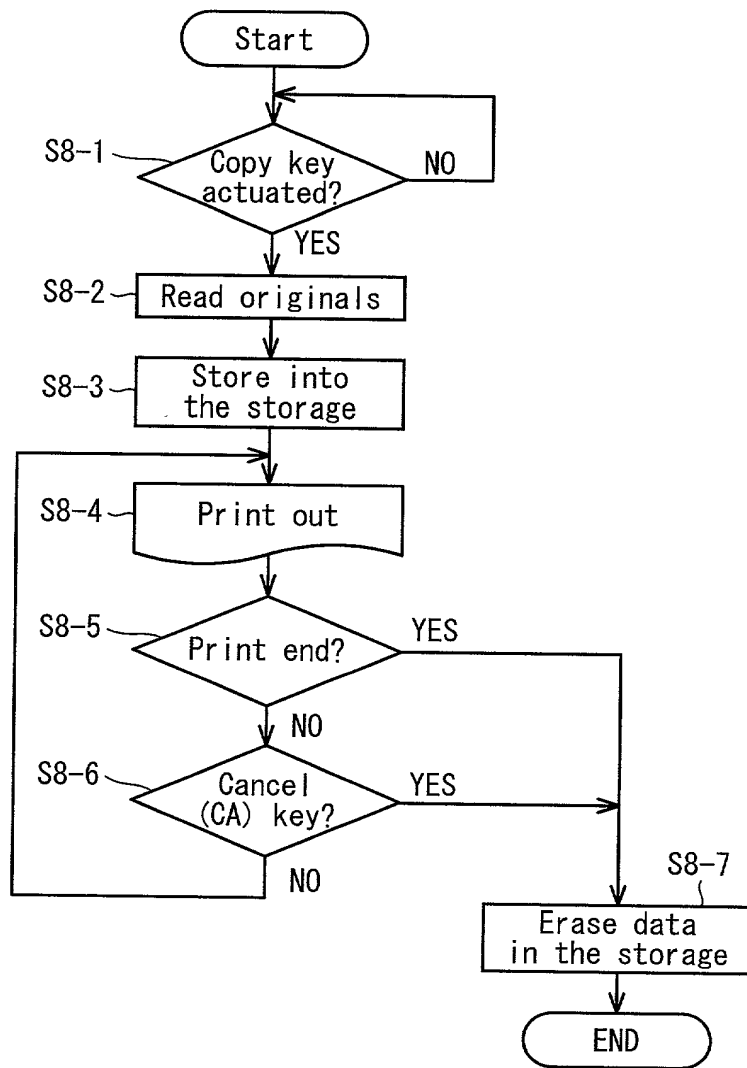 Start
S8-1
Copy key
actuated?
NO
YES
S8-2
Read originals
S8-3
Store into
the storage
S8-4
Print out
S8-5
Print end?
YES
NO
S8-6
Cancel
(CA) key?
YES
NO
S8-7
Erase data
in the storage
END